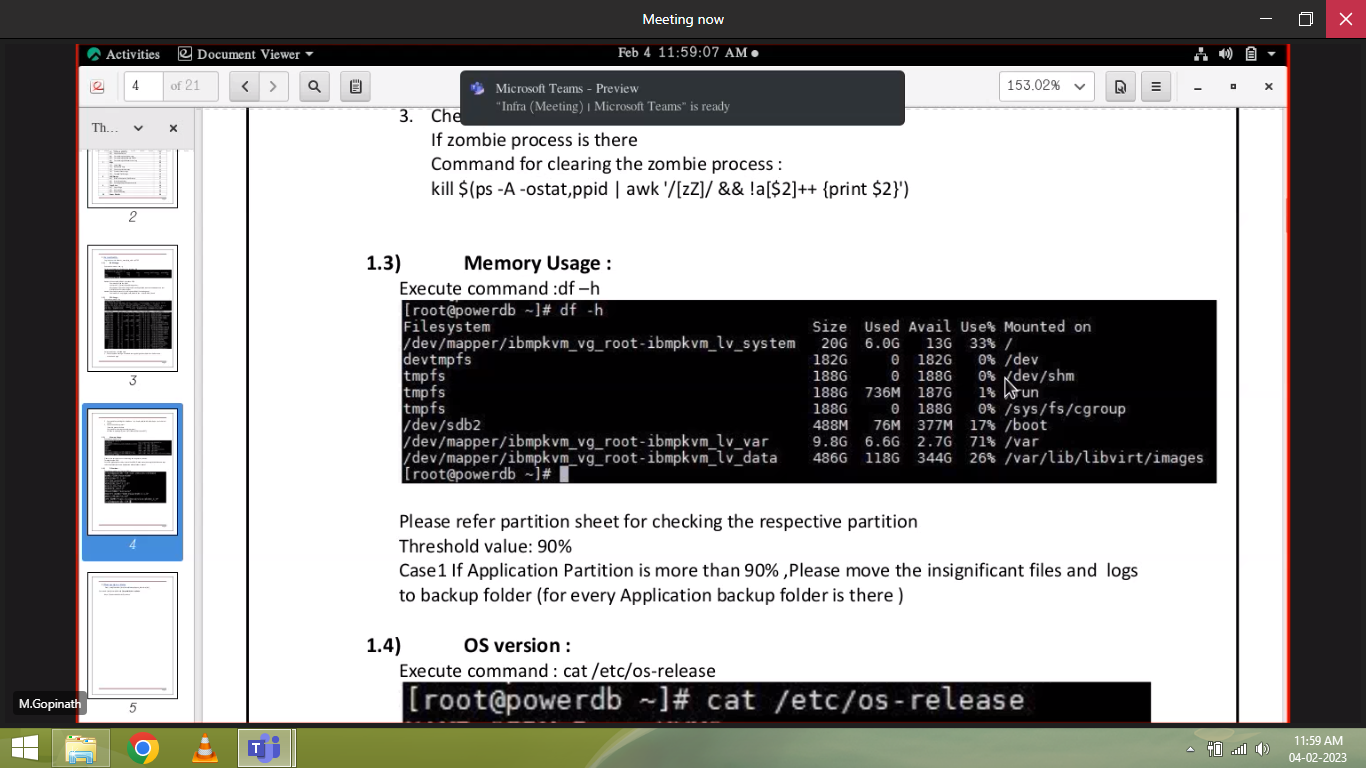 Meeting now
Activities Document Viewer Feb 4 11:59:07 AM
4 of 21 153.02%
Microsoft Teams - Preview
"Infra (Meeting) | Microsoft Teams" is ready
Th...
2
3
4
5
3. Che
If zombie process is there
Command for clearing the zombie process :
kill $(ps -A -ostat,ppid | awk '/[zZ]/ && !a[$2]++ {print $2}')
1.3) Memory Usage :
Execute command :df –h
[root@powerdb ~]# df -h
Filesystem Size Used Avail Use% Mounted on
/dev/mapper/ibmpkvm_vg_root-ibmpkvm_lv_system 20G 6.0G 13G 33% /
devtmpfs 182G 0 182G 0% /dev
tmpfs 188G 0 188G 0% /dev/shm
tmpfs 188G 736M 187G 1% /run
tmpfs 188G 0 188G 0% /sys/fs/cgroup
/dev/sdb2 488M 76M 377M 17% /boot
/dev/mapper/ibmpkvm_vg_root-ibmpkvm_lv_var 9.8G 6.6G 2.7G 71% /var
/dev/mapper/ibmpkvm_vg_root-ibmpkvm_lv_data 486G 118G 344G 26% /var/lib/libvirt/images
[root@powerdb ~]#
Please refer partition sheet for checking the respective partition
Threshold value: 90%
Case1 If Application Partition is more than 90% ,Please move the insignificant files and logs
to backup folder (for every Application backup folder is there )
1.4) OS version :
Execute command : cat /etc/os-release
[root@powerdb ~]# cat /etc/os-release
M.Gopinath
11:59 AM
04-02-2023